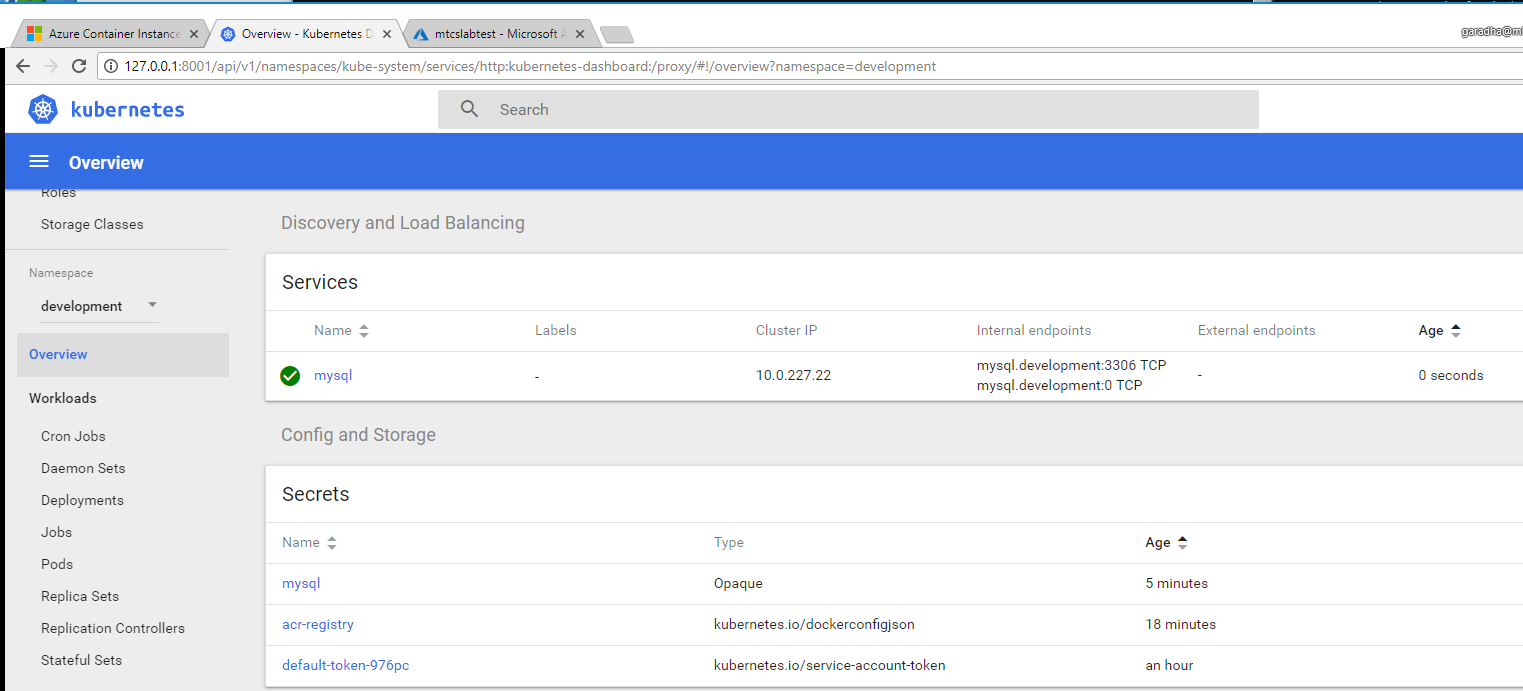 Azure Container Instance
Overview - Kubernetes D
mtcslabtest - Microsoft A
garadha@mi
127.0.0.1:8001/api/v1/namespaces/kube-system/services/http:kubernetes-dashboard:/proxy/#!/overview?namespace=development
kubernetes
Search
Overview
Roles
Storage Classes
Namespace
development
Overview
Workloads
Cron Jobs
Daemon Sets
Deployments
Jobs
Pods
Replica Sets
Replication Controllers
Stateful Sets
Discovery and Load Balancing
Services
Name Labels Cluster IP Internal endpoints External endpoints Age
mysql - 10.0.227.22 mysql.development:3306 TCP - 0 seconds
mysql.development:0 TCP
Config and Storage
Secrets
Name Type Age
mysql Opaque 5 minutes
acr-registry kubernetes.io/dockerconfigjson 18 minutes
default-token-976pc kubernetes.io/service-account-token an hour